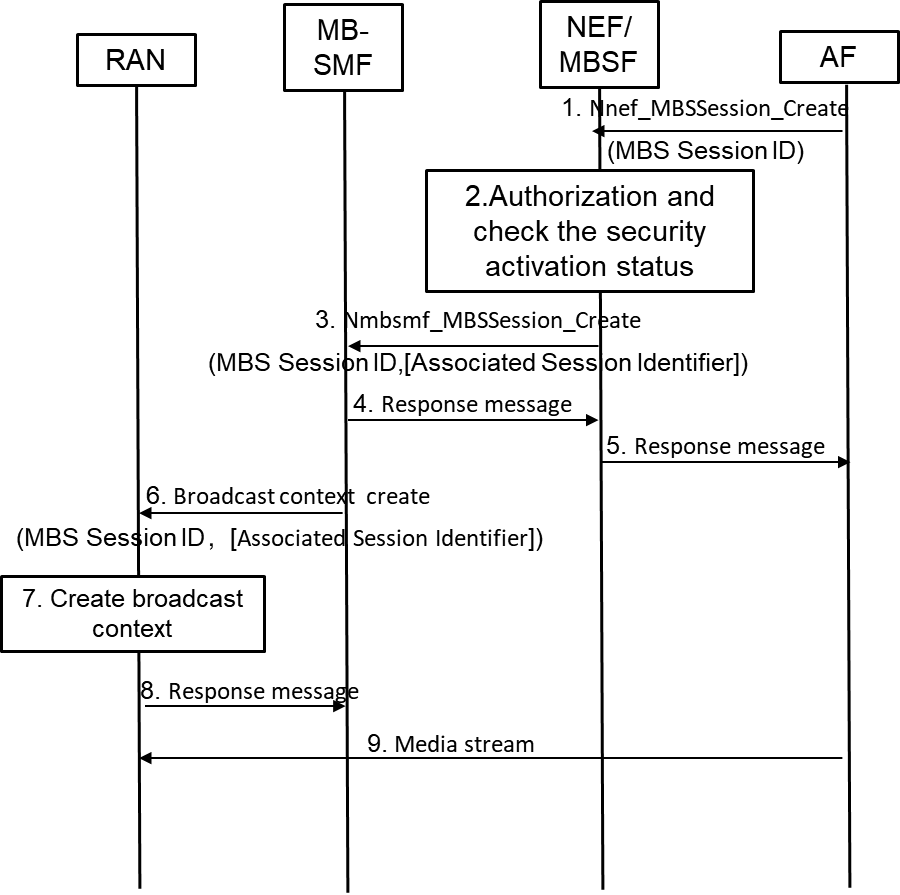 RAN
MB-
SMF
NEF/
MBSF
AF
1. Nnef_MBSSession_Create
(MBS Session ID)
2.Authorization and
check the security
activation status
3. Nmbsmf_MBSSession_Create
(MBS Session ID,[Associated Session Identifier])
4. Response message
5. Response message
6. Broadcast context create
(MBS Session ID，[Associated Session Identifier])
7. Create broadcast
context
8. Response message
9. Media stream